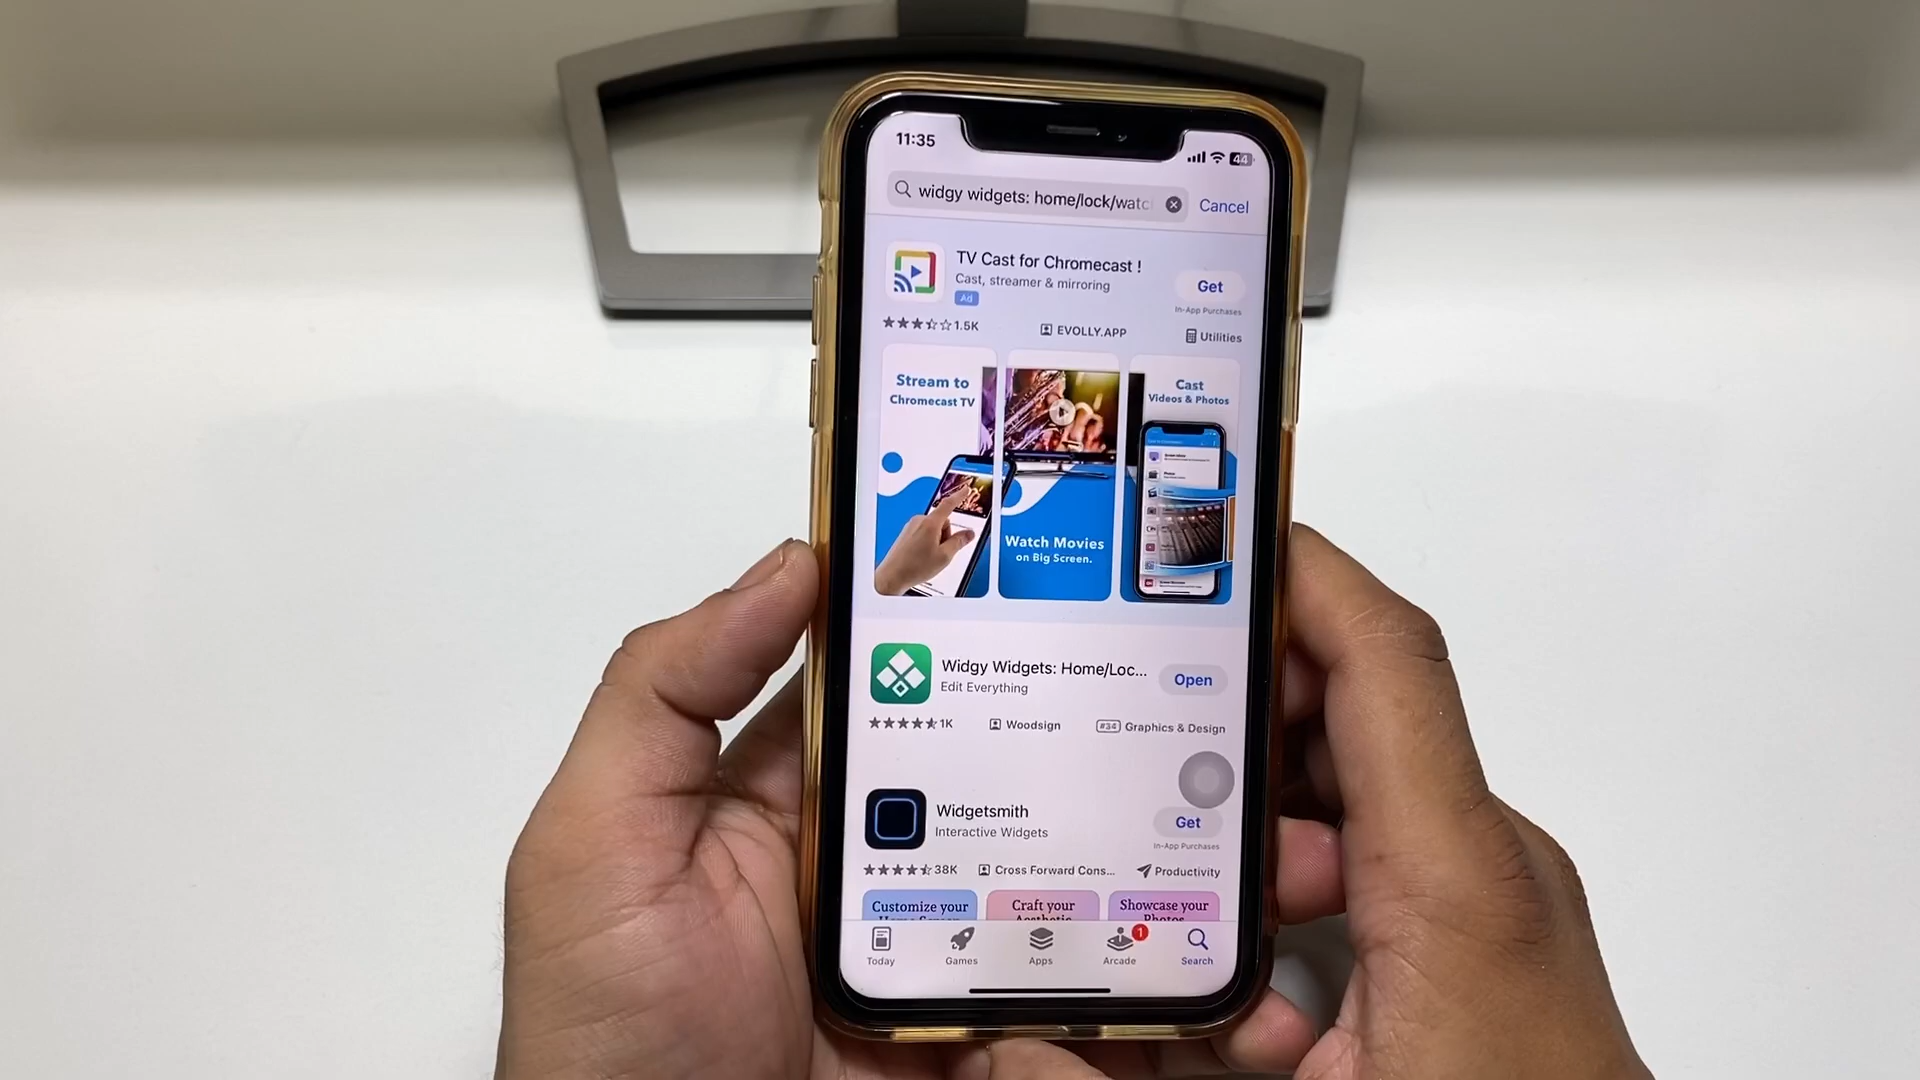 11:35
44
widgy widgets: home/lock/watc
Cancel
TV Cast for Chromecast !
Cast, streamer & mirroring
Ad
Get
In-App Purchases
1.5K
EVOLLY.APP
Utilities
Stream to
Chromecast TV
Watch Movies
on Big Screen.
Cast
Videos & Photos
Widgy Widgets: Home/Loc...
Edit Everything
Open
1K
Woodsign
#34
Graphics & Design
Widgetsmith
Interactive Widgets
Get
In-App Purchases
38K
Cross Forward Cons...
Productivity
Customize your
Home Screen
Craft your
Aesthetic
Showcase your
Photos
Today
Games
Apps
Arcade
1
Search